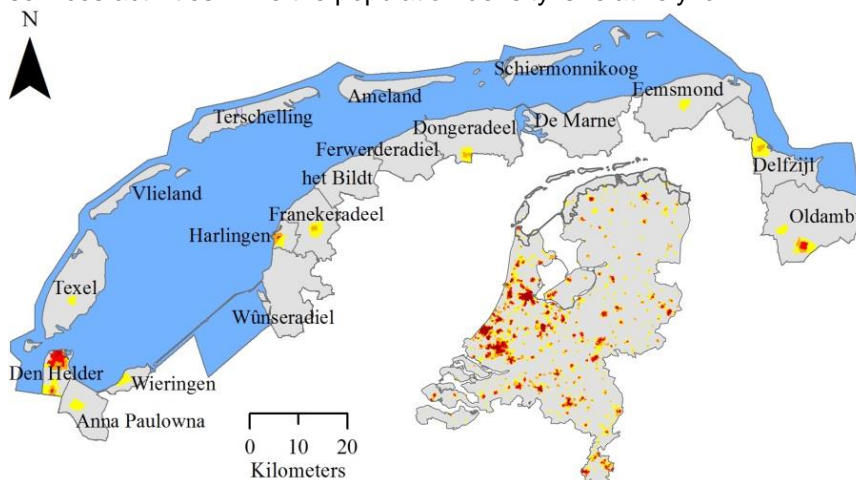 N
Schiermonnikoog
Ameland
Eemsmond
Terschelling
Dongeradeel
De Marne
Ferwerderadiel
Delfzijl
het Bildt
Vlieland
Franekeradeel
Oldamb
Harlingen
Texel
Wûnseradiel
Den Helder
Wieringen
Anna Paulowna
0 10 20
Kilometers